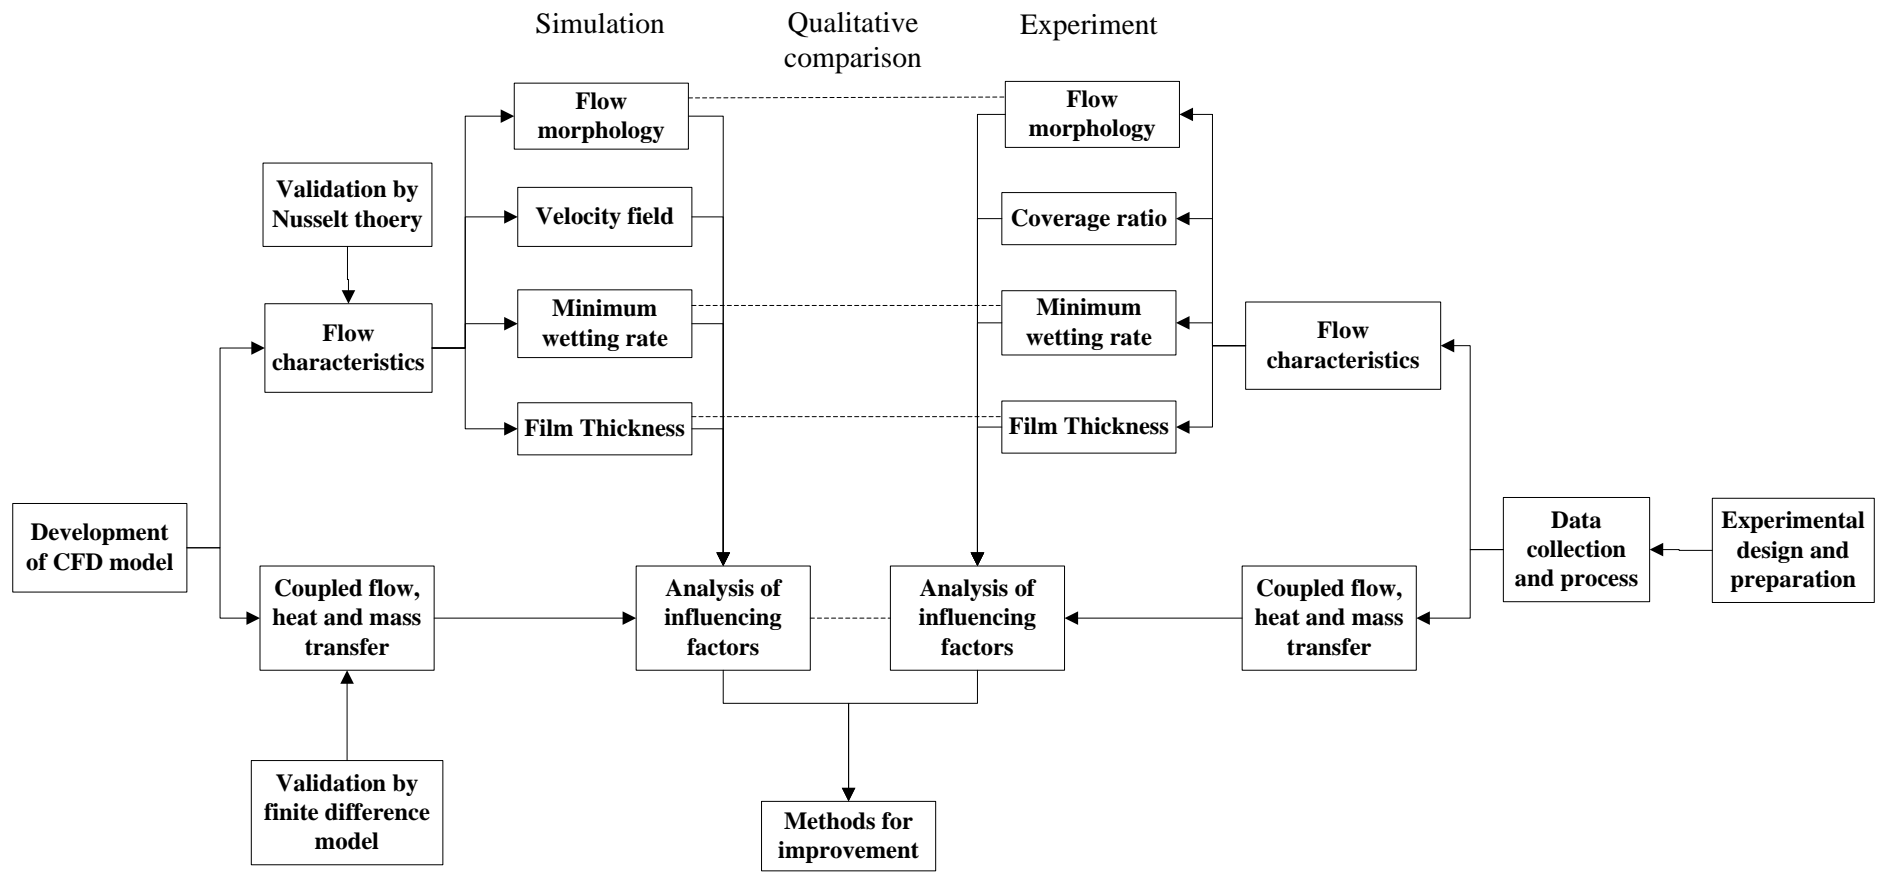 Simulation
Qualitative
comparison
Experiment
Flow
morphology
Flow
morphology
Validation by
Nusselt thoery
Velocity field
Coverage ratio
Minimum
wetting rate
Minimum
wetting rate
Flow
characteristics
Flow
characteristics
Film Thickness
Film Thickness
Development
of CFD model
Data
collection
and process
Experimental
design and
preparation
Coupled flow,
heat and mass
transfer
Analysis of
influencing
factors
Analysis of
influencing
factors
Coupled flow,
heat and mass
transfer
Validation by
finite difference
model
Methods for
improvement